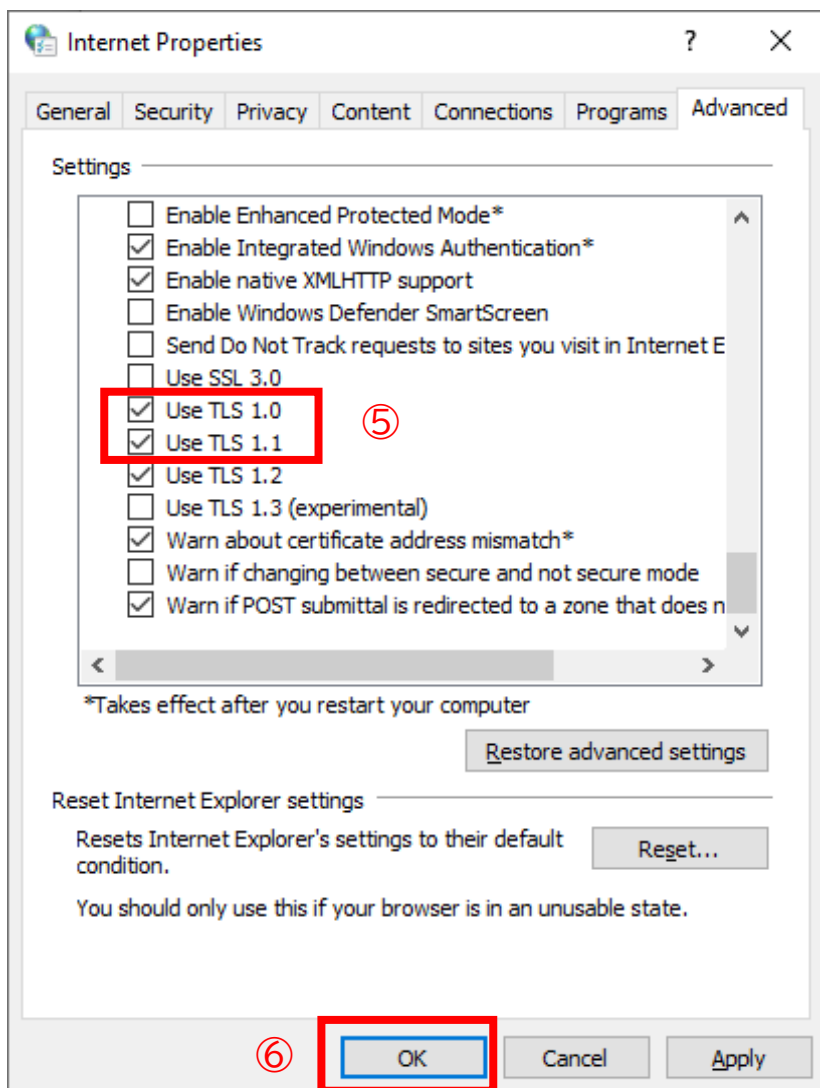 Internet Properties
General Security Privacy Content Connections Programs Advanced
Settings
Enable Enhanced Protected Mode*
Enable Integrated Windows Authentication*
Enable native XMLHTTP support
Enable Windows Defender SmartScreen
Send Do Not Track requests to sites you visit in Internet E
Use SSL 3.0
Use TLS 1.0
⑤
Use TLS 1.1
Use TLS 1.2
Use TLS 1.3 (experimental)
Warn about certificate address mismatch*
Warn if changing between secure and not secure mode
Warn if POST submittal is redirected to a zone that does n
*Takes effect after you restart your computer
Restore advanced settings
Reset Internet Explorer settings
Resets Internet Explorer's settings to their default
condition.
Reset...
You should only use this if your browser is in an unusable state.
⑥ OK Cancel Apply